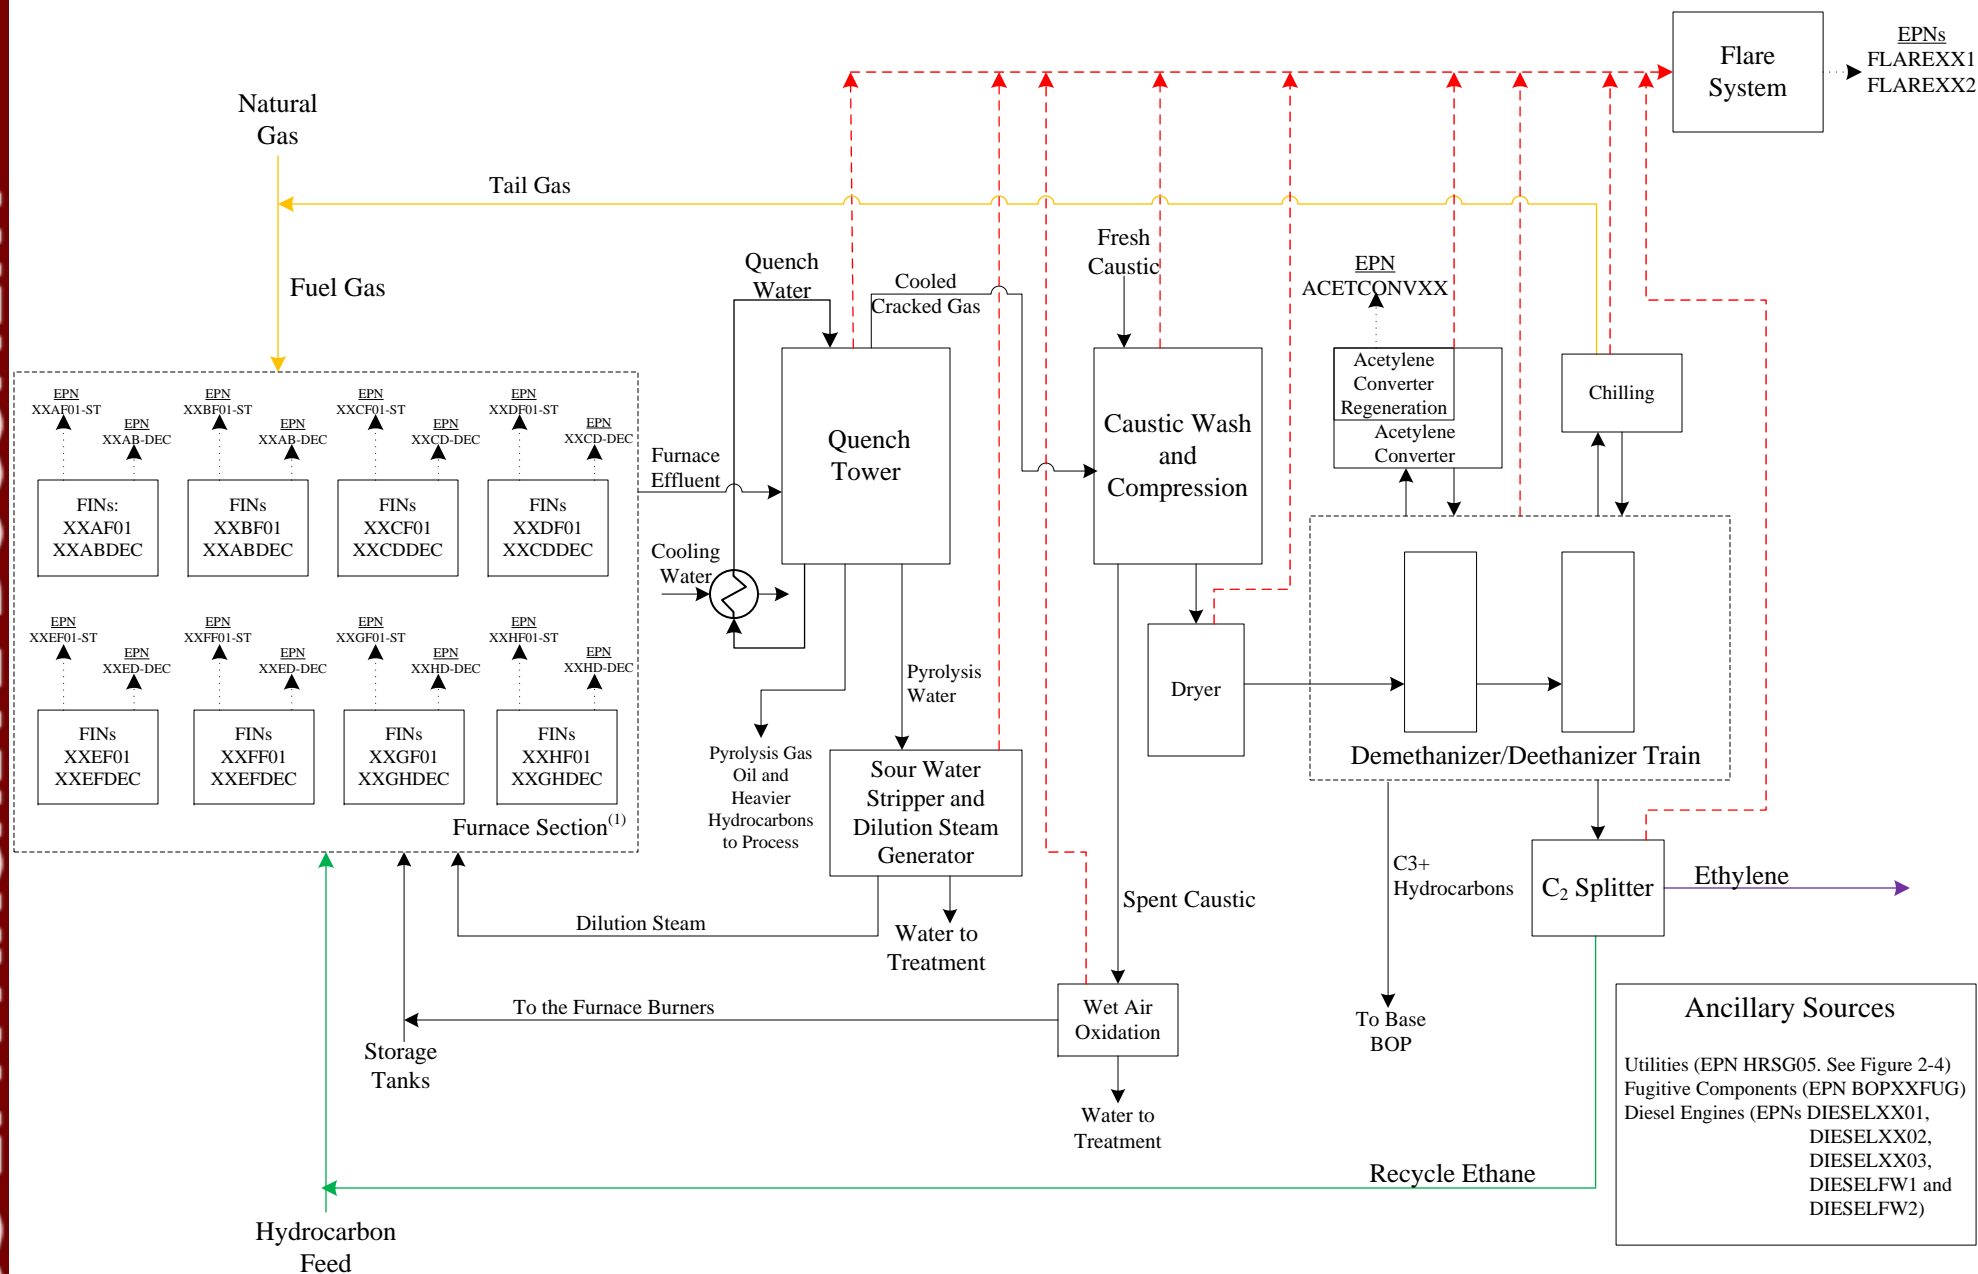 EPNs
FLAREXX1
FLAREXX2
Flare
System
Natural
Gas
Tail Gas
Fuel Gas
Quench
Water
Cooled
Cracked Gas
Fresh
Caustic
EPN
ACETCONVXX
EPN
XXAF01-ST
EPN
XXAB-DEC
EPN
XXBF01-ST
EPN
XXAB-DEC
EPN
XXCF01-ST
EPN
XXCD-DEC
EPN
XXDF01-ST
EPN
XXCD-DEC
FINs:
XXAF01
XXABDEC
FINs
XXBF01
XXABDEC
FINs
XXCF01
XXCDDEC
FINs
XXDF01
XXCDDEC
EPN
XXEF01-ST
EPN
XXED-DEC
EPN
XXFF01-ST
EPN
XXED-DEC
EPN
XXGF01-ST
EPN
XXHD-DEC
EPN
XXHF01-ST
EPN
XXHD-DEC
FINs
XXEF01
XXEFDEC
FINs
XXFF01
XXEFDEC
FINs
XXGF01
XXGHDEC
FINs
XXHF01
XXGHDEC
Furnace Section(1)
Furnace
Effluent
Quench
Tower
Cooling
Water
Caustic Wash
and
Compression
Acetylene
Converter
Regeneration
Acetylene
Converter
Chilling
Pyrolysis
Water
Dryer
Demethanizer/Deethanizer Train
Pyrolysis Gas
Oil and
Heavier
Hydrocarbons
to Process
Sour Water
Stripper and
Dilution Steam
Generator
C3+
Hydrocarbons
C2 Splitter
Ethylene
Spent Caustic
Dilution Steam
Water to
Treatment
To the Furnace Burners
Wet Air
Oxidation
Storage
Tanks
To Base
BOP
Water to
Treatment
Recycle Ethane
Hydrocarbon
Feed
Ancillary Sources
Utilities (EPN HRSG05. See Figure 2-4)
Fugitive Components (EPN BOPXXFUG)
Diesel Engines (EPNs DIESELXX01,
DIESELXX02,
DIESELXX03,
DIESELFW1 and
DIESELFW2)